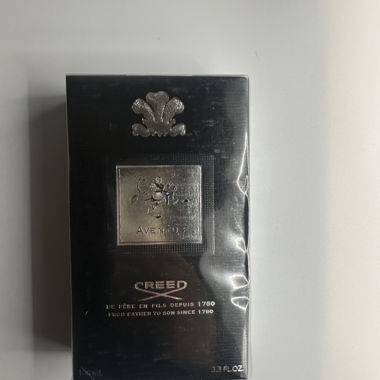 AVENTUS
CREED
DE PÈRE EN FILS DEPUIS 1760
FROM FATHER TO SON SINCE 1760
3.3 FL.OZ